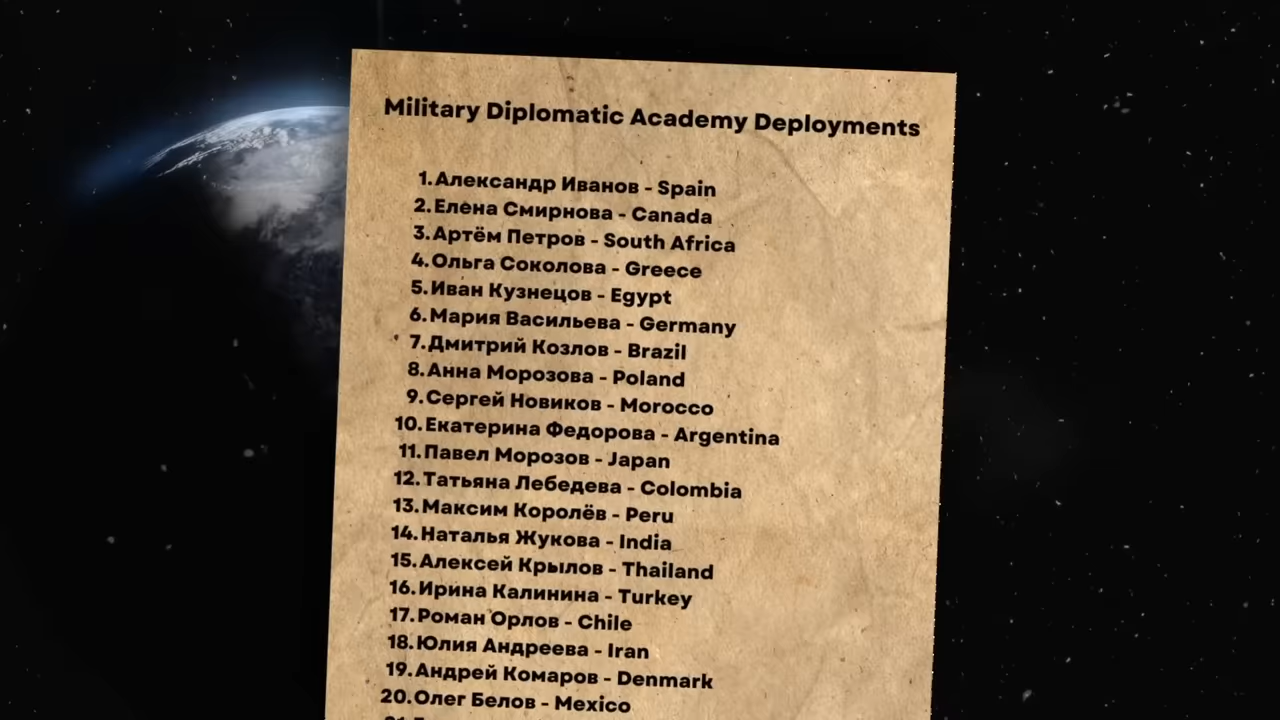 Military Diplomatic Academy Deployments
1. Александр Иванов - Spain
2. Елена Смирнова - Canada
3. Артём Петров - South Africa
4. Ольга Соколова - Greece
5. Иван Кузнецов - Egypt
6. Мария Васильева - Germany
7. Дмитрий Козлов - Brazil
8. Анна Морозова - Poland
9. Сергей Новиков - Morocco
10. Екатерина Федорова - Argentina
11. Павел Морозов - Japan
12. Татьяна Лебедева - Colombia
13. Максим Королёв - Peru
14. Наталья Жукова - India
15. Алексей Крылов - Thailand
16. Ирина Калинина - Turkey
17. Роман Орлов - Chile
18. Юлия Андреева - Iran
19. Андрей Комаров - Denmark
20. Олег Белов - Mexico